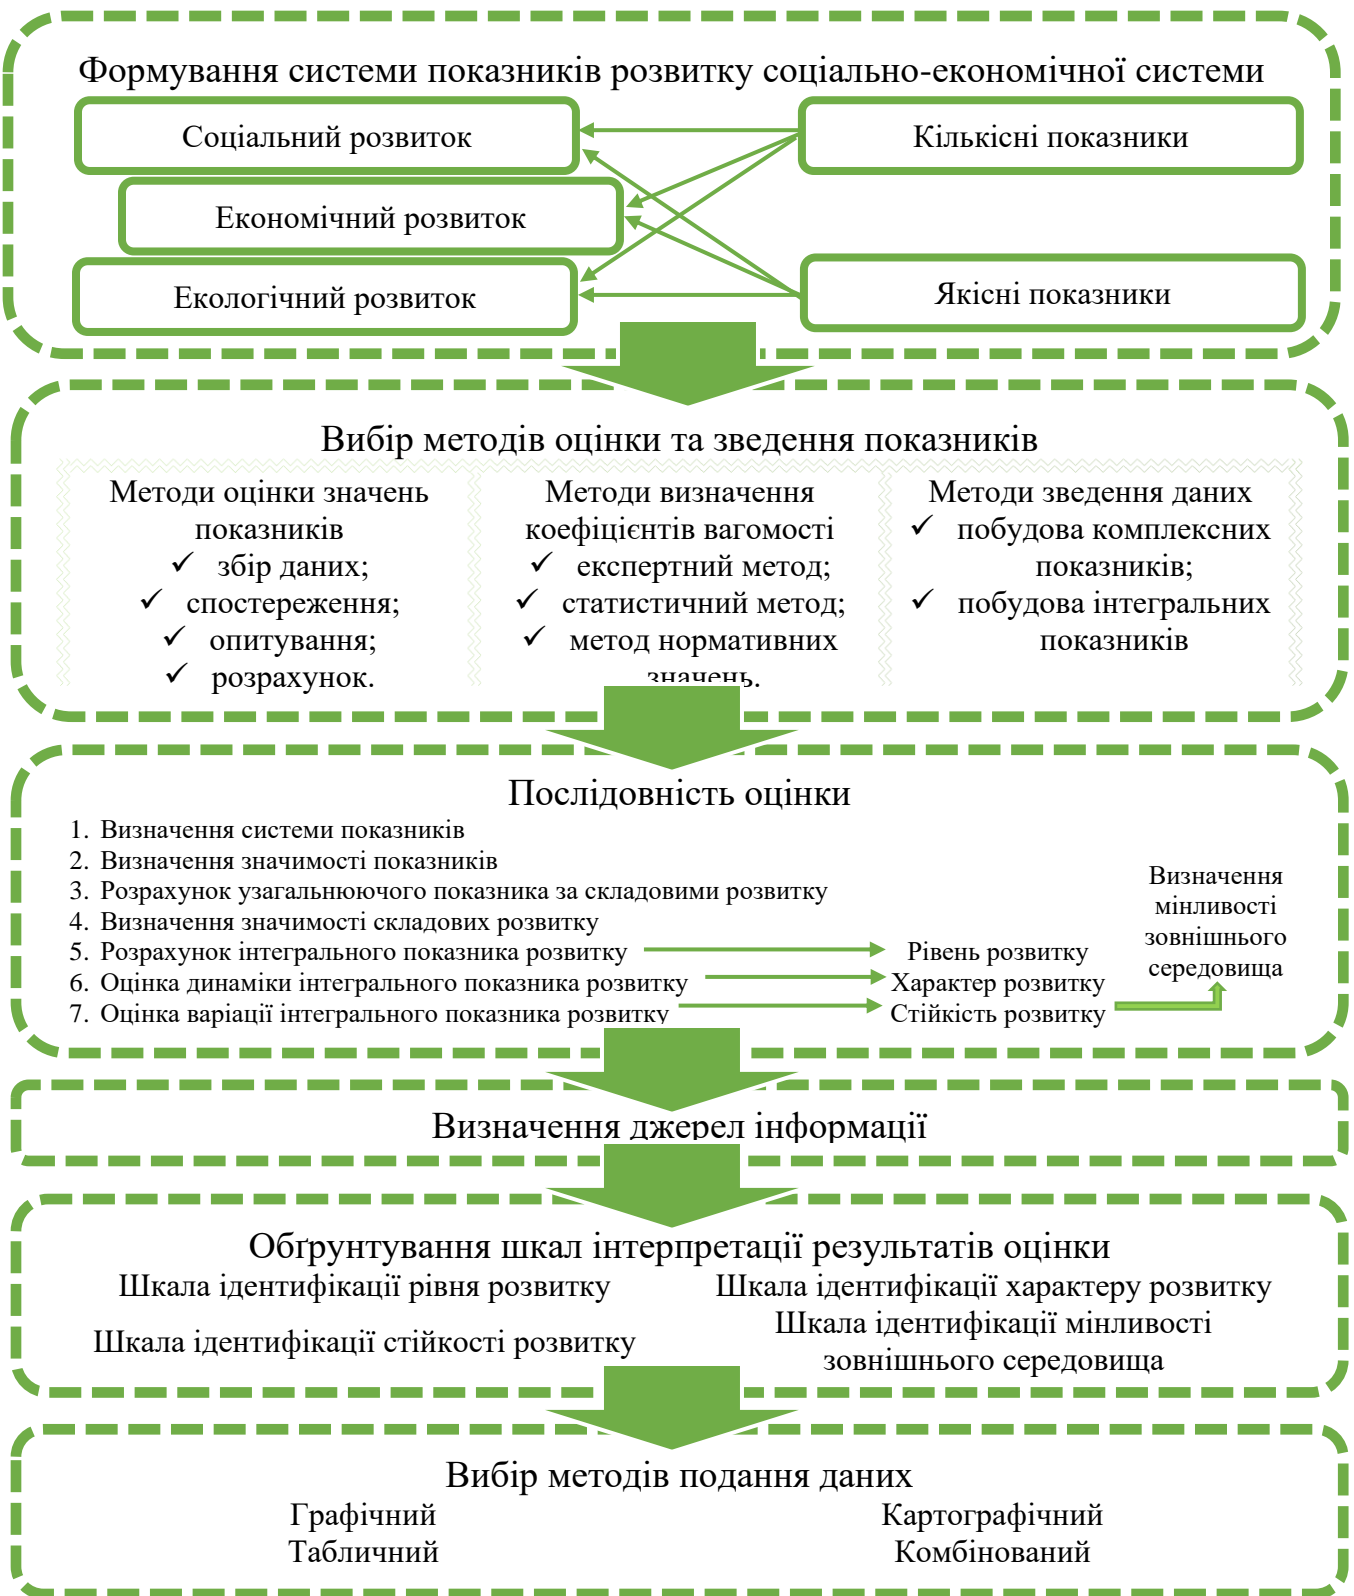 Формування системи показників розвитку соціально-економічної системи
Соціальний розвиток
Кількісні показники
Економічний розвиток
Екологічний розвиток
Якісні показники
Вибір методів оцінки та зведення показників
Методи оцінки значень
показників
✓ збір даних;
✓ спостереження;
✓ опитування;
✓ розрахунок.
Методи визначення
коефіцієнтів вагомості
✓ експертний метод;
✓ статистичний метод;
✓ метод нормативних
значень.
Методи зведення даних
✓ побудова комплексних
показників;
✓ побудова інтегральних
показників
Послідовність оцінки
1. Визначення системи показників
2. Визначення значимості показників
3. Розрахунок узагальнюючого показника за складовими розвитку
4. Визначення значимості складових розвитку
5. Розрахунок інтегрального показника розвитку
6. Оцінка динаміки інтегрального показника розвитку
7. Оцінка варіації інтегрального показника розвитку
Рівень розвитку
Характер розвитку
Стійкість розвитку
Визначення
мінливості
зовнішнього
середовища
Визначення джерел інформації
Обґрунтування шкал інтерпретації результатів оцінки
Шкала ідентифікації рівня розвитку
Шкала ідентифікації характеру розвитку
Шкала ідентифікації стійкості розвитку
Шкала ідентифікації мінливості
зовнішнього середовища
Вибір методів подання даних
Графічний
Картографічний
Табличний
Комбінований